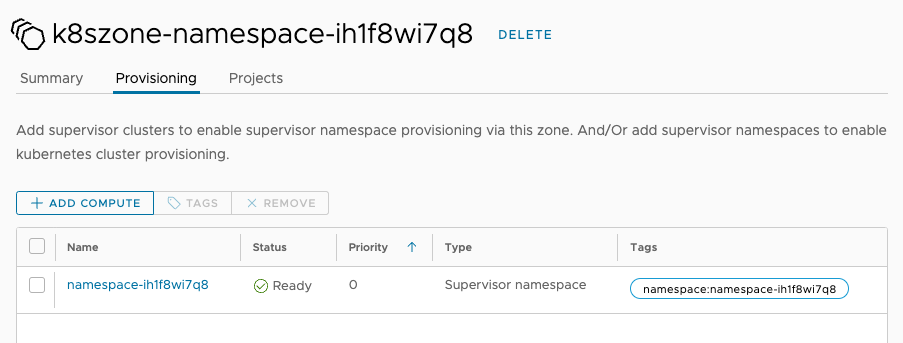 k8szone-namespace-ih1f8wi7q8 DELETE
Summary Provisioning Projects
Add supervisor clusters to enable supervisor namespace provisioning via this zone. And/Or add supervisor namespaces to enable
kubernetes cluster provisioning.
ADD COMPUTE TAGS REMOVE
Name Status Priority Type Tags
namespace-ih1f8wi7q8 Ready 0 Supervisor namespace namespace:namespace-ih1f8wi7q8